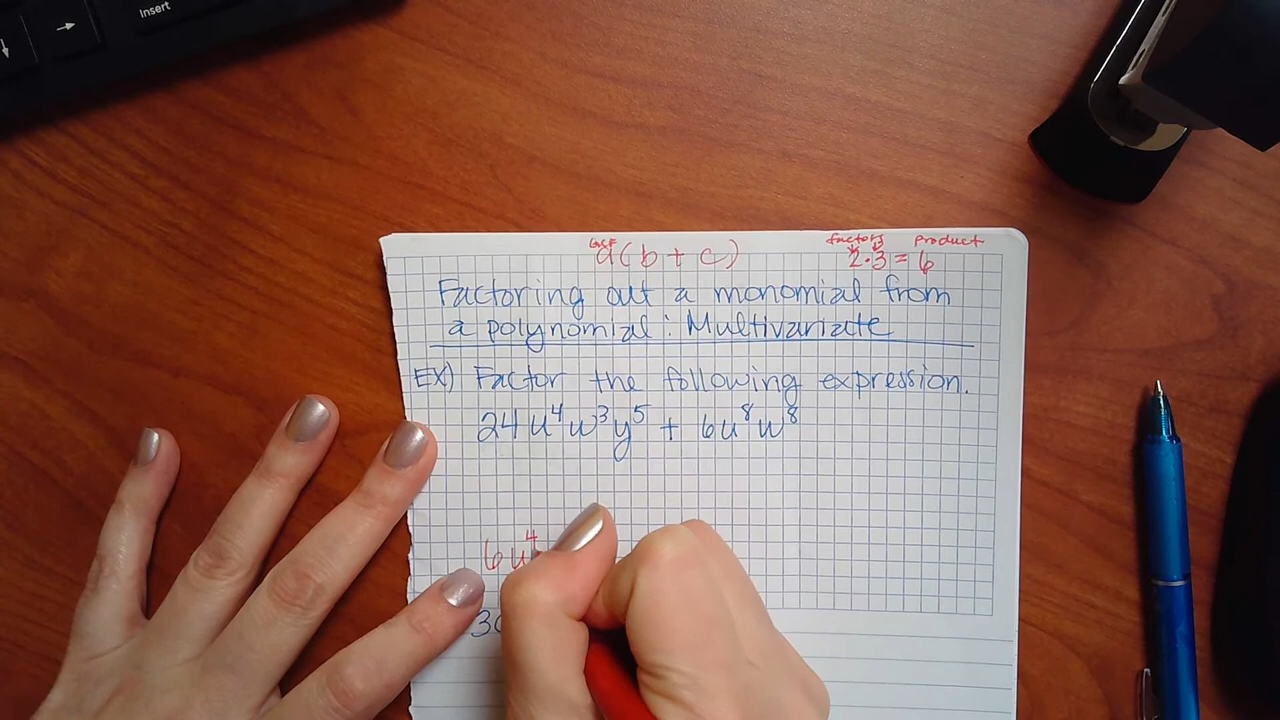 Insert
GCF
a(b + c)
factors product
2·3 = 6
Factoring out a monomial from
a polynomial: Multivariate
EX) Factor the following expression.
24u⁴w³y⁵ + 6u⁸w⁸
6u⁴